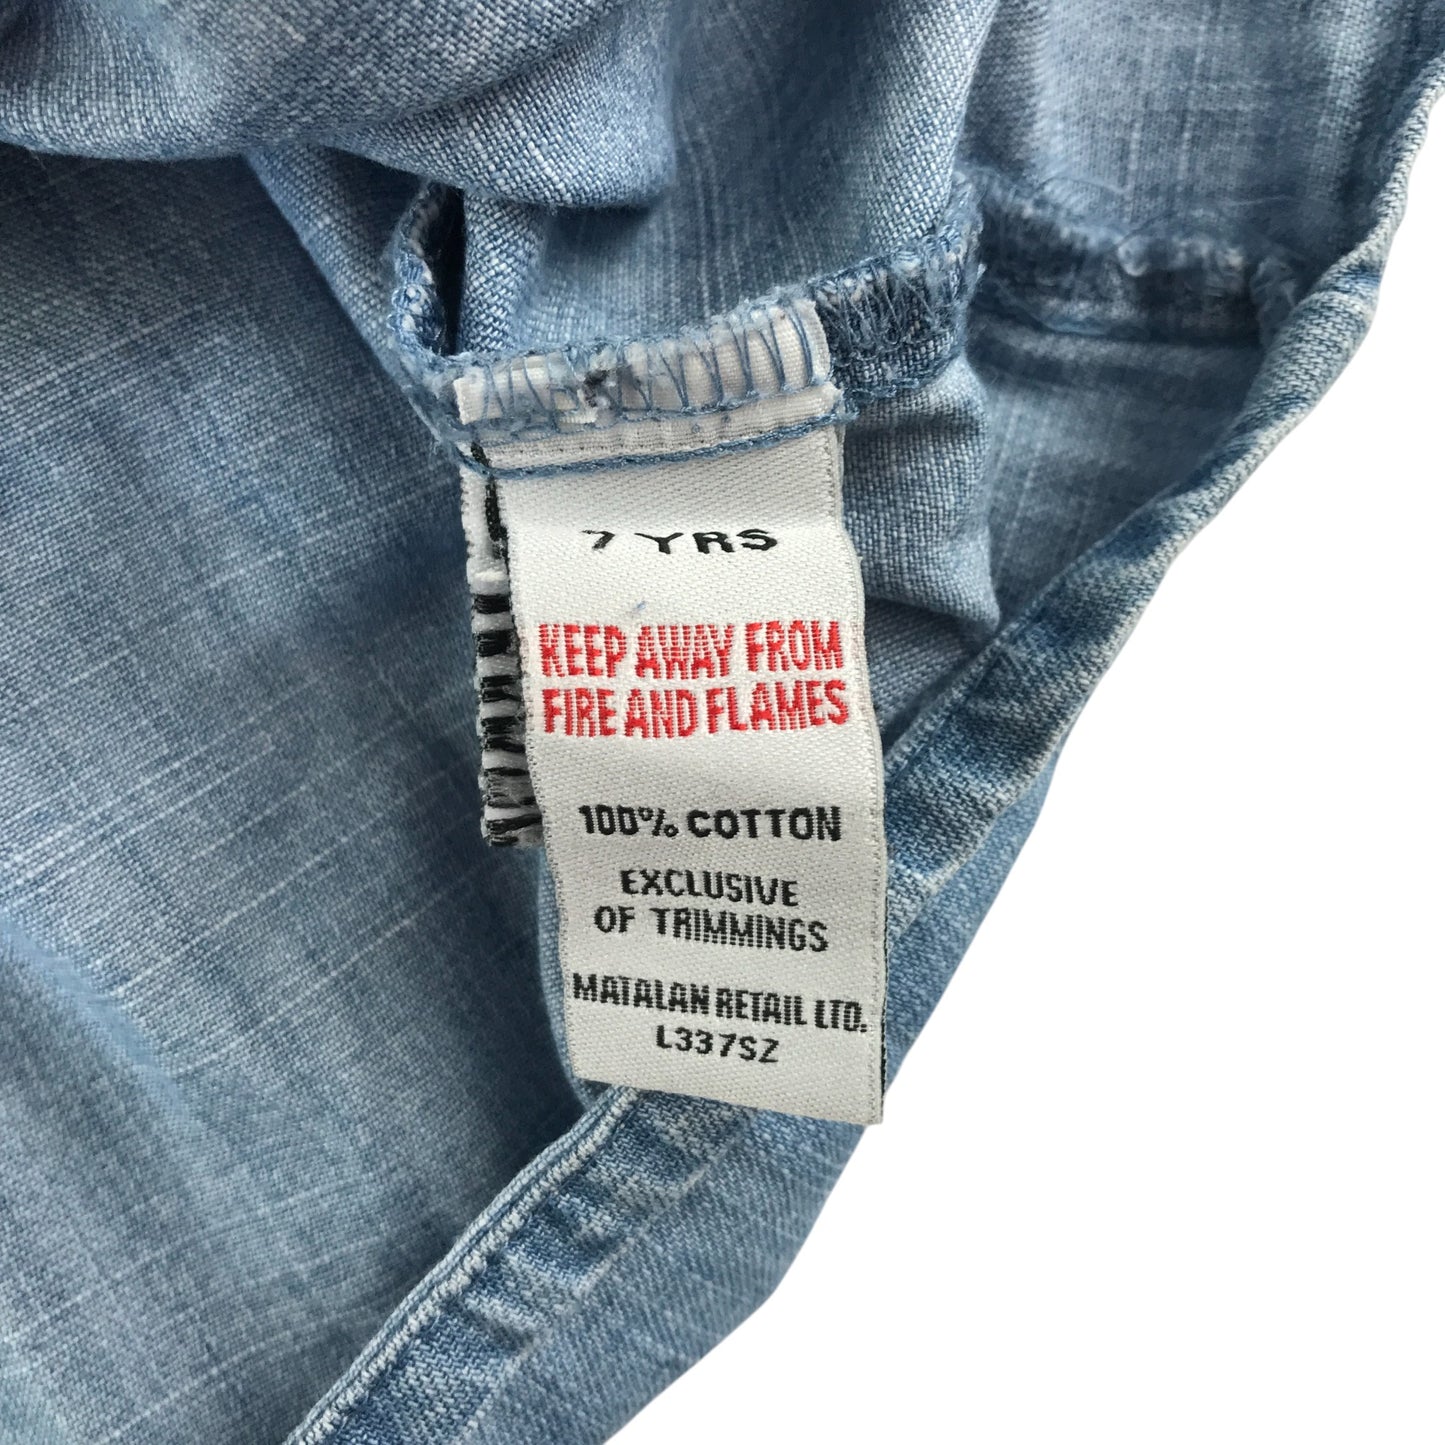 7 YRS
KEEP AWAY FROM
FIRE AND FLAMES
100% COTTON
EXCLUSIVE
OF TRIMMINGS
MATALAN RETAIL LTD.
L337SZ